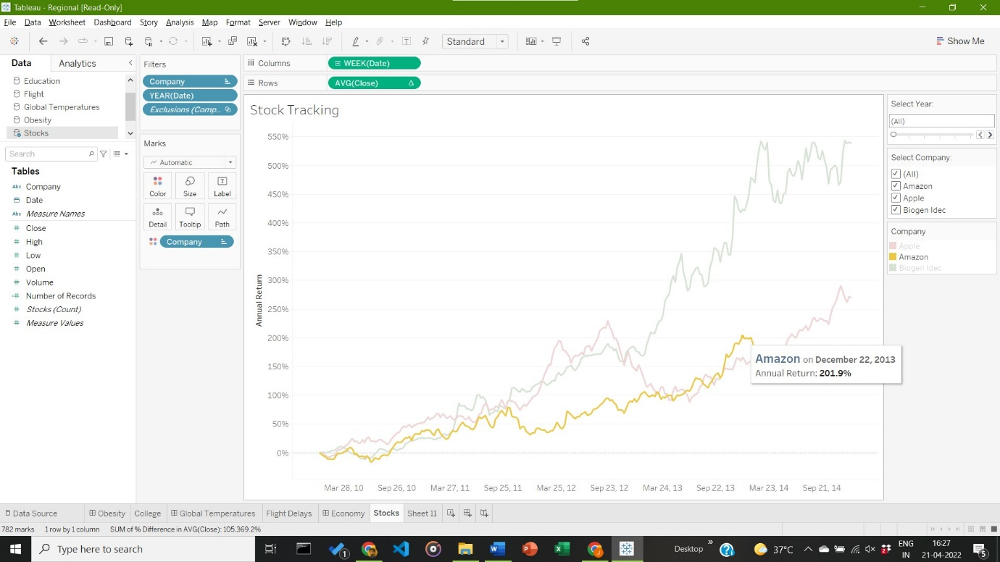 Tableau - Regional [Read-Only]
File Data Worksheet Dashboard Story Analysis Map Format Server Window Help
Standard
Show Me
Data Analytics
Education
Flight
Global Temperatures
Obesity
Stocks
Search
Tables
Abc Company
Date
Abc Measure Names
# Close
# High
# Low
# Open
# Volume
=# Number of Records
# Stocks (Count)
# Measure Values
Filters
Company
YEAR(Date)
Exclusions (Comp..
Marks
Automatic
Color Size Label
Detail Tooltip Path
Company
Columns WEEK(Date)
Rows AVG(Close) Δ
Stock Tracking
Annual Return
550%
500%
450%
400%
350%
300%
250%
200%
150%
100%
50%
0%
Mar 28, 10 Sep 26, 10 Mar 27, 11 Sep 25, 11 Mar 25, 12 Sep 23, 12 Mar 24, 13 Sep 22, 13 Mar 23, 14 Sep 21, 14
Amazon on December 22, 2013
Annual Return: 201.9%
Select Year:
(All)
Select Company:
(All)
Amazon
Apple
Biogen Idec
Company
Apple
Amazon
Biogen Idec
Data Source Obesity College Global Temperatures Flight Delays Economy Stocks Sheet 11
782 marks 1 row by 1 column SUM of % Difference in AVG(Close): 105,369.2%
Type here to search
1
Desktop
»
37°C
2
ENG
IN
16:27
21-04-2022
5